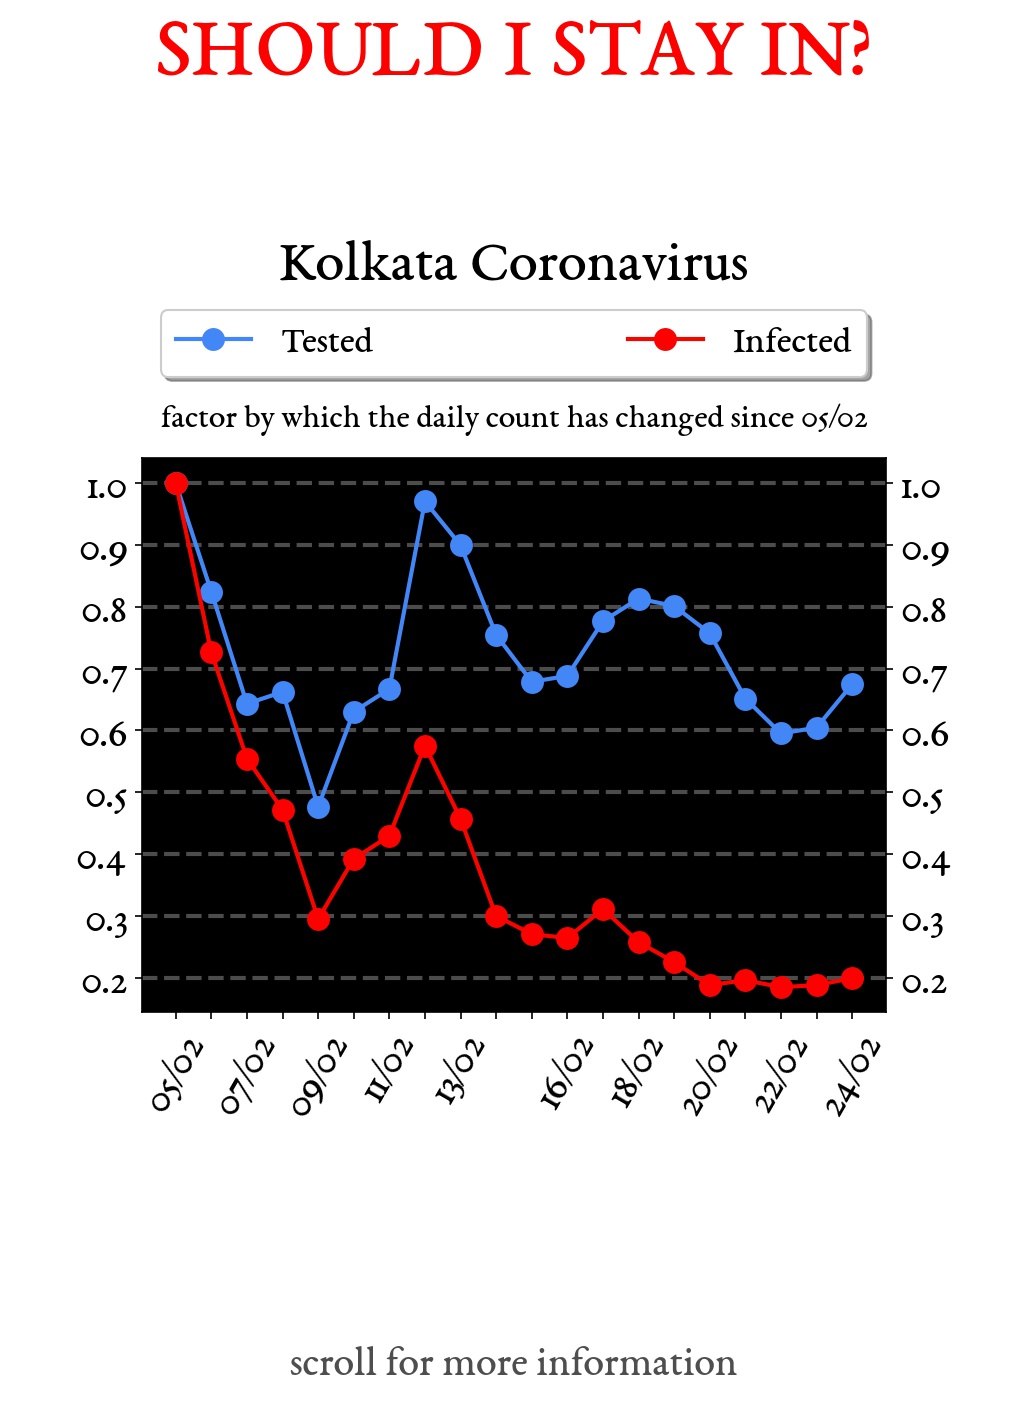 SHOULD I STAY IN?
Kolkata Coronavirus
Tested Infected
factor by which the daily count has changed since 05/02
1.0 1.0
0.9 0.9
0.8 0.8
0.7 0.7
0.6 0.6
0.5 0.5
0.4 0.4
0.3 0.3
0.2 0.2
05/02 07/02 09/02 11/02 13/02 16/02 18/02 20/02 22/02 24/02
scroll for more information